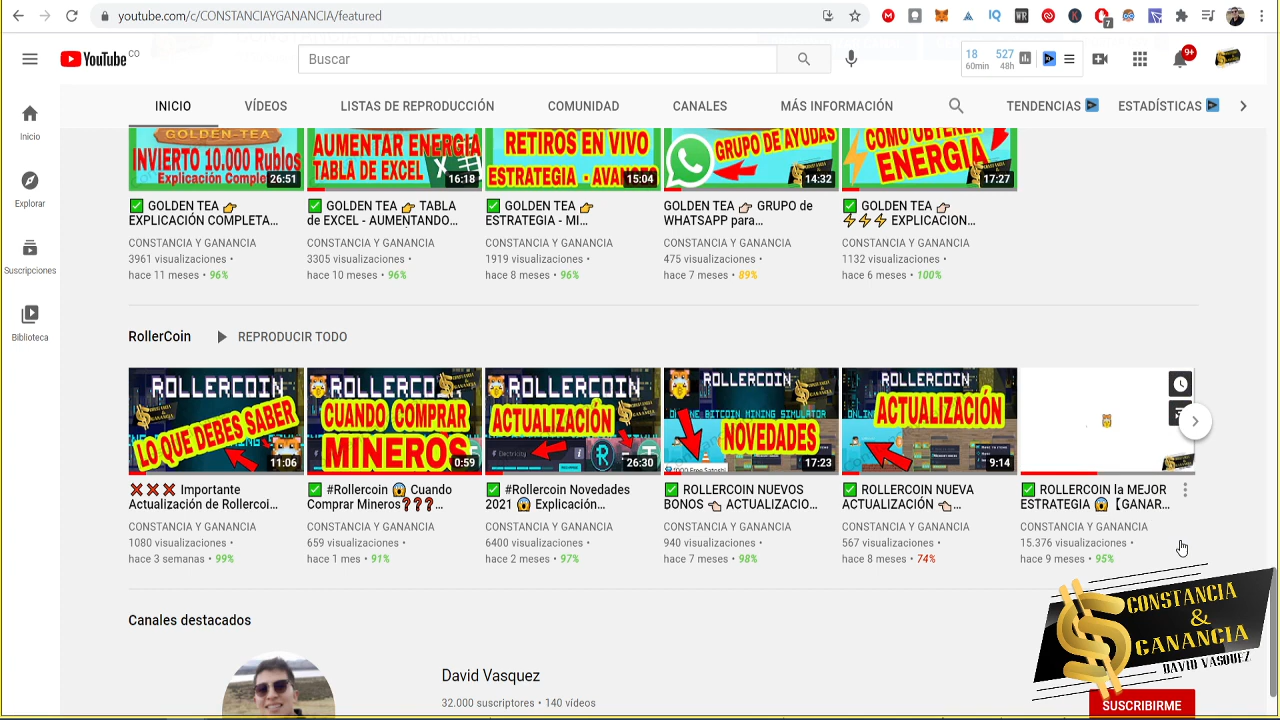 youtube.com/c/CONSTANCIAYGANANCIA/featured
IQ
WR
7
YouTube CO
Buscar
18 527
60min 48h
9+
INICIO VÍDEOS LISTAS DE REPRODUCCIÓN COMUNIDAD CANALES MÁS INFORMACIÓN TENDENCIAS ESTADÍSTICAS
Inicio
Explorar
Suscripciones
Biblioteca
GOLDEN-TEA
INVIERTO 10.000 Rublos
26:51
AUMENTAR ENERGIA
TABLA DE EXCEL
16:18
RETIROS EN VIVO
15:04
GRUPO DE AYUDAS
14:32
COMO OBTENER
ENERGIA
17:27
✅ GOLDEN TEA 👉
EXPLICACIÓN COMPLETA...
CONSTANCIA Y GANANCIA
3961 visualizaciones •
hace 11 meses • 96%
✅ GOLDEN TEA 👉 TABLA
de EXCEL - AUMENTANDO...
CONSTANCIA Y GANANCIA
3305 visualizaciones •
hace 10 meses • 96%
✅ GOLDEN TEA 👉
ESTRATEGIA - MI...
CONSTANCIA Y GANANCIA
1919 visualizaciones •
hace 8 meses • 96%
GOLDEN TEA 👉🏻 GRUPO de
WHATSAPP para...
CONSTANCIA Y GANANCIA
475 visualizaciones •
hace 7 meses • 89%
✅ GOLDEN TEA 👉🏻
⚡⚡⚡ EXPLICACION...
CONSTANCIA Y GANANCIA
1132 visualizaciones •
hace 6 meses • 100%
RollerCoin REPRODUCIR TODO
ROLLERCOIN
LO QUE DEBES SABER
11:06
CUANDO COMPRAR
MINEROS
0:59
ROLLERCOIN
ACTUALIZACIÓN
Electricity
26:30
ROLLERCOIN
NOVEDADES
17:23
ROLLERCOIN
ACTUALIZACIÓN
9:14
❌❌❌ Importante
Actualización de Rollercoi...
CONSTANCIA Y GANANCIA
1080 visualizaciones •
hace 3 semanas • 99%
✅ #Rollercoin 😱 Cuando
Comprar Mineros❓❓❓...
CONSTANCIA Y GANANCIA
659 visualizaciones •
hace 1 mes • 91%
✅ #Rollercoin Novedades
2021 😱 Explicación...
CONSTANCIA Y GANANCIA
6400 visualizaciones •
hace 2 meses • 97%
✅ ROLLERCOIN NUEVOS
BONOS 👈🏻 ACTUALIZACIO...
CONSTANCIA Y GANANCIA
940 visualizaciones •
hace 7 meses • 98%
✅ ROLLERCOIN NUEVA
ACTUALIZACIÓN 👈🏻...
CONSTANCIA Y GANANCIA
567 visualizaciones •
hace 8 meses • 74%
✅ ROLLERCOIN la MEJOR
ESTRATEGIA 😱【GANAR...
CONSTANCIA Y GANANCIA
15.376 visualizaciones •
hace 9 meses • 95%
Canales destacados
David Vasquez
32.000 suscriptores • 140 vídeos
SUSCRIBIRME
CONSTANCIA
&
GANANCIA
DAVID VASQUEZ